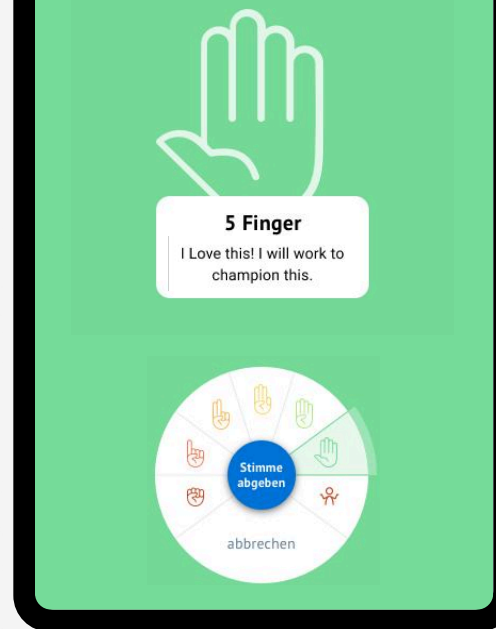 5 Finger
I Love this! I will work to
champion this.
Stimme
abgeben
abbrechen